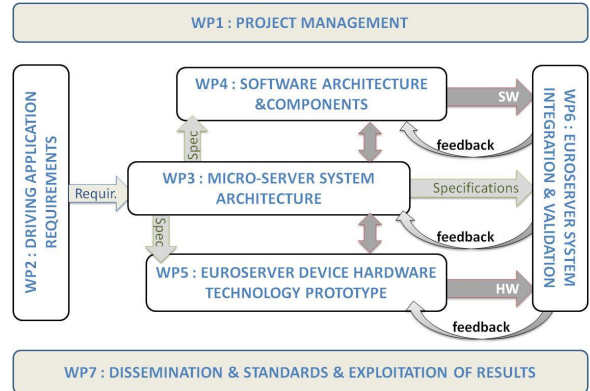 WP1 : PROJECT MANAGEMENT
WP2 : DRIVING APPLICATION
REQUIREMENTS
Requir.
WP4 : SOFTWARE ARCHITECTURE
&COMPONENTS
SW
feedback
Spec
WP3 : MICRO-SERVER SYSTEM
ARCHITECTURE
Specifications
feedback
Spec
WP5 : EUROSERVER DEVICE HARDWARE
TECHNOLOGY PROTOTYPE
HW
feedback
WP6 : EUROSERVER SYSTEM
INTEGRATION & VALIDATION
WP7 : DISSEMINATION & STANDARDS & EXPLOITATION OF RESULTS